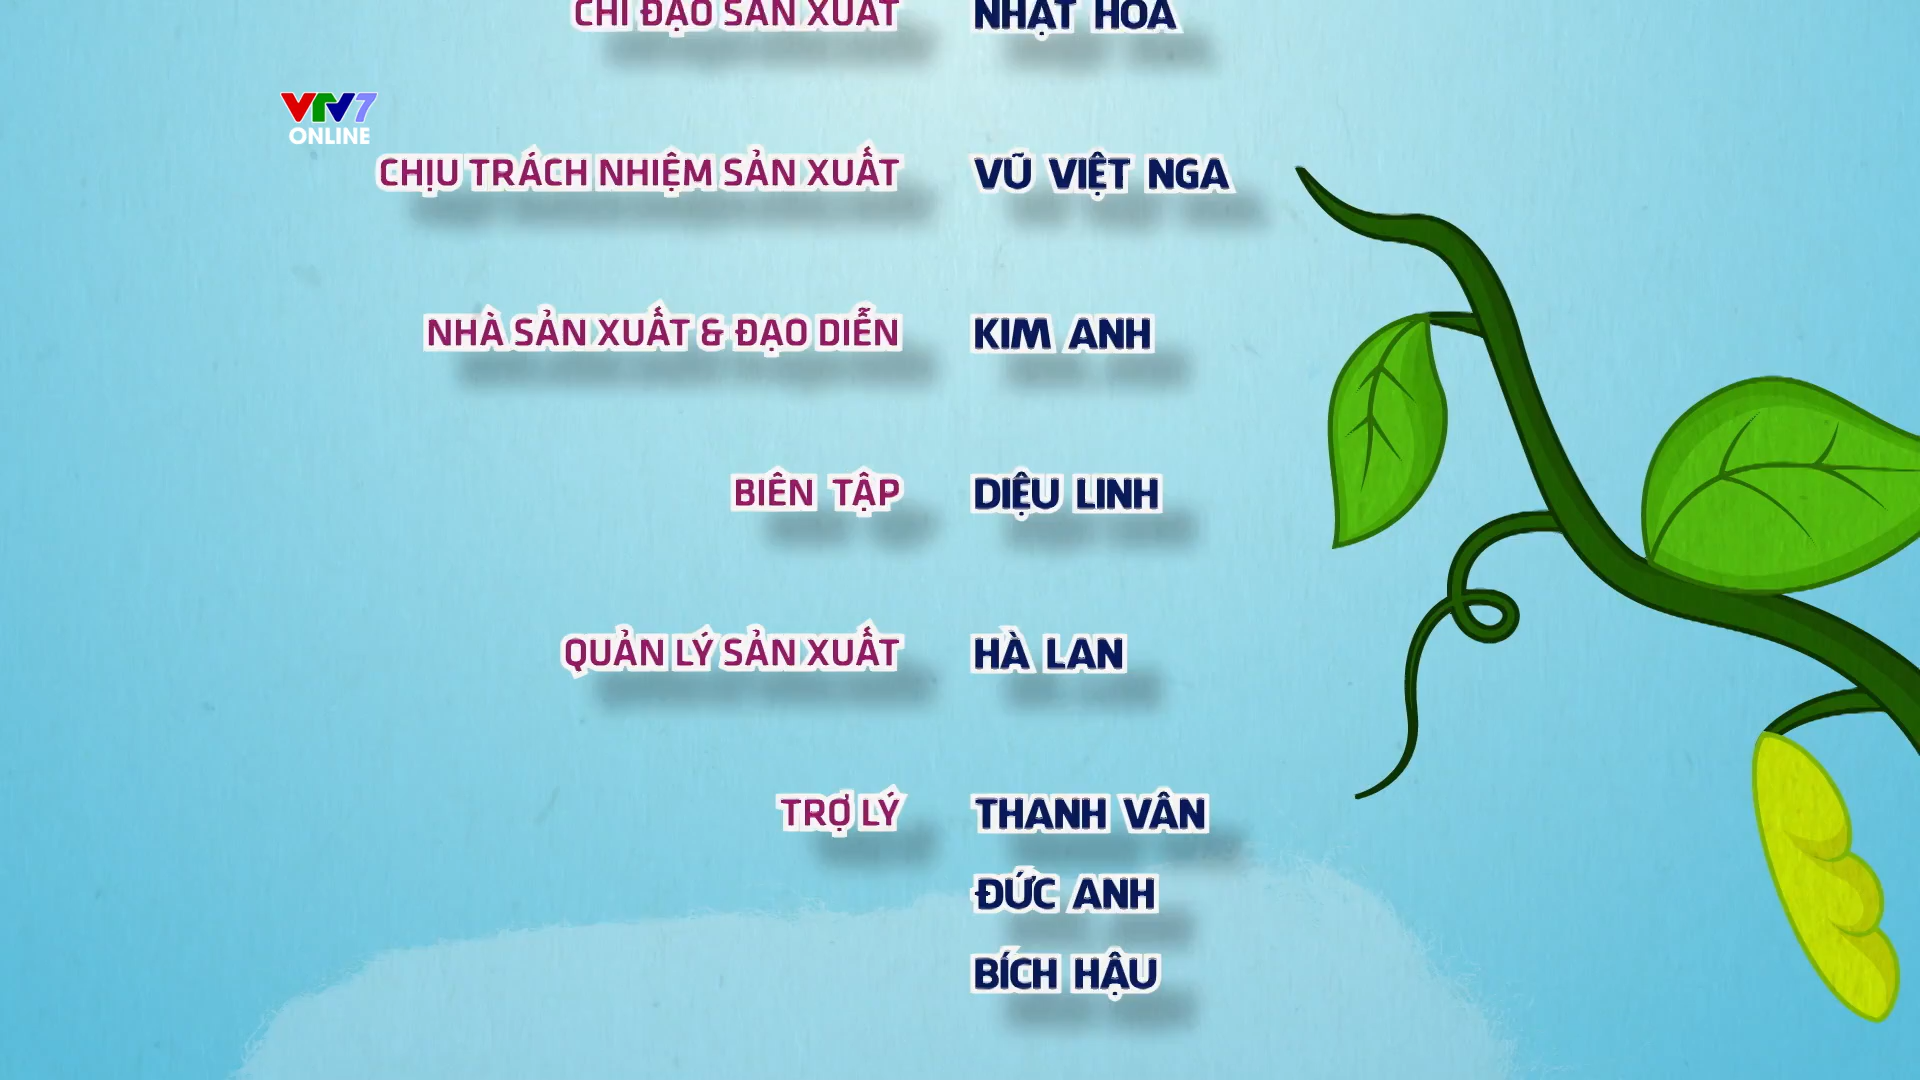 CHỈ ĐẠO SẢN XUẤT NHẬT HOA
VTV7
ONLINE
CHỊU TRÁCH NHIỆM SẢN XUẤT VŨ VIỆT NGA
NHÀ SẢN XUẤT & ĐẠO DIỄN KIM ANH
BIÊN TẬP DIỆU LINH
QUẢN LÝ SẢN XUẤT HÀ LAN
TRỢ LÝ THANH VÂN
ĐỨC ANH
BÍCH HẬU